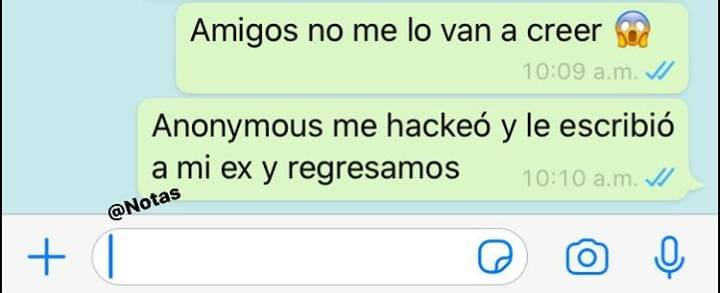 Amigos no me lo van a creer 😱
10:09 a.m.
Anonymous me hackeó y le escribió
a mi ex y regresamos
10:10 a.m.
@Notas